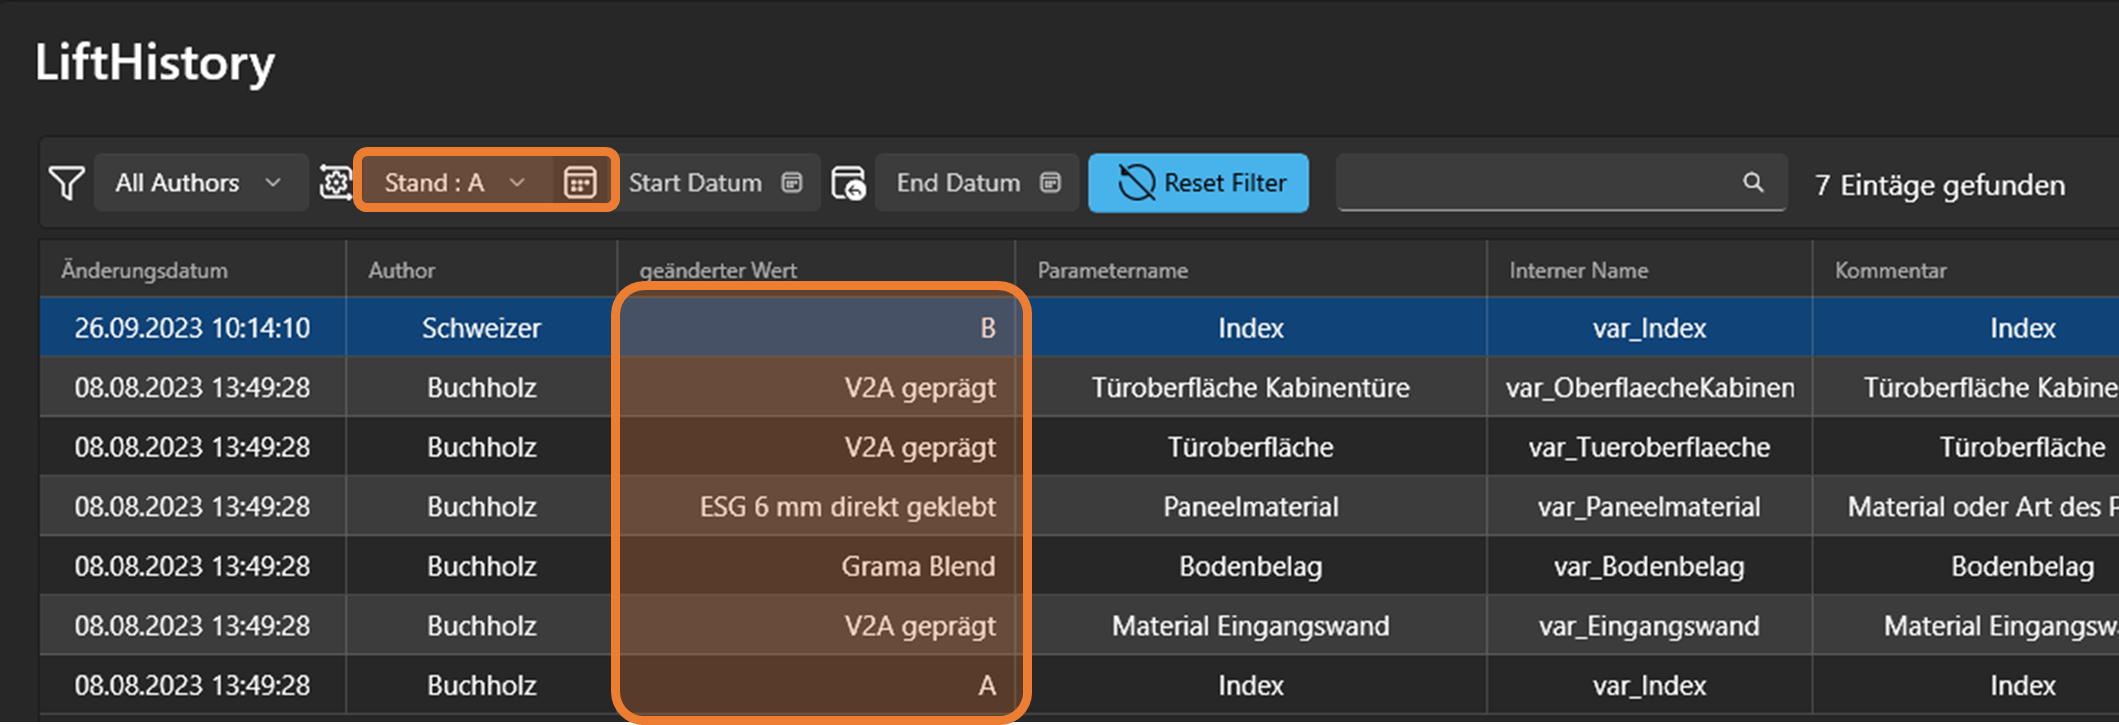 LiftHistory
All Authors Stand : A Start Datum End Datum Reset Filter 7 Eintäge gefunden
Änderungsdatum Author geänderter Wert Parametername Interner Name Kommentar
26.09.2023 10:14:10 Schweizer B Index var_Index Index
08.08.2023 13:49:28 Buchholz V2A geprägt Türoberfläche Kabinentüre var_OberflaecheKabinen Türoberfläche Kabine
08.08.2023 13:49:28 Buchholz V2A geprägt Türoberfläche var_Tueroberflaeche Türoberfläche
08.08.2023 13:49:28 Buchholz ESG 6 mm direkt geklebt Paneelmaterial var_Paneelmaterial Material oder Art des P
08.08.2023 13:49:28 Buchholz Grama Blend Bodenbelag var_Bodenbelag Bodenbelag
08.08.2023 13:49:28 Buchholz V2A geprägt Material Eingangswand var_Eingangswand Material Eingangsw
08.08.2023 13:49:28 Buchholz A Index var_Index Index